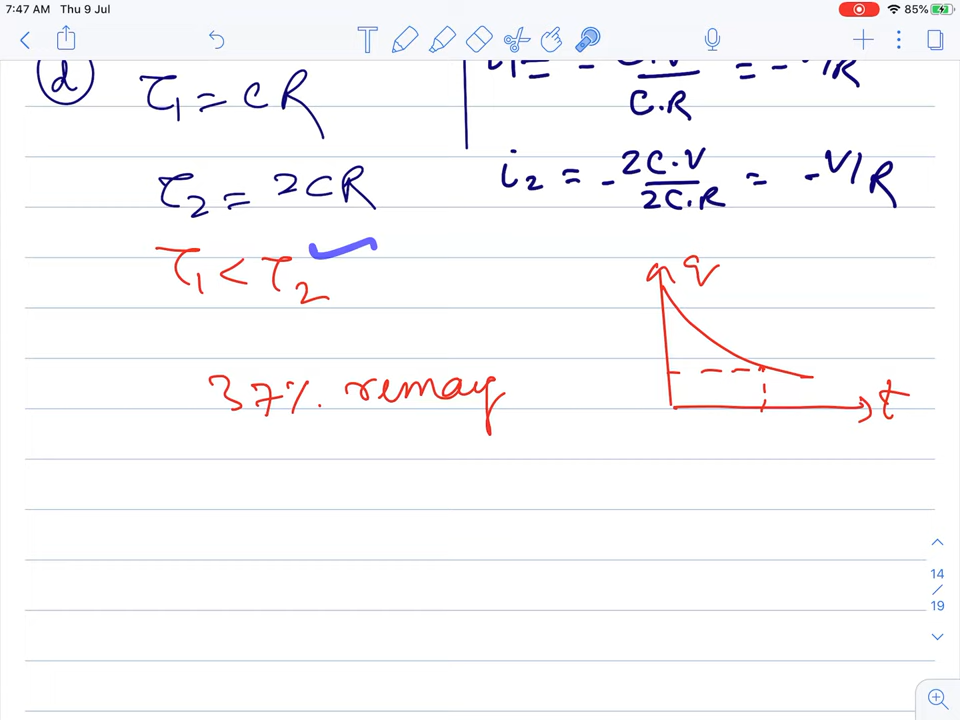 7:47 AM Thu 9 Jul
85%
T
(d) τ₁ = CR
= - C.V / C.R = - V/R
τ₂ = 2CR
i₂ = - 2C.V / 2C.R = - V/R
τ₁ < τ₂
q
37%.
t
14
/
19